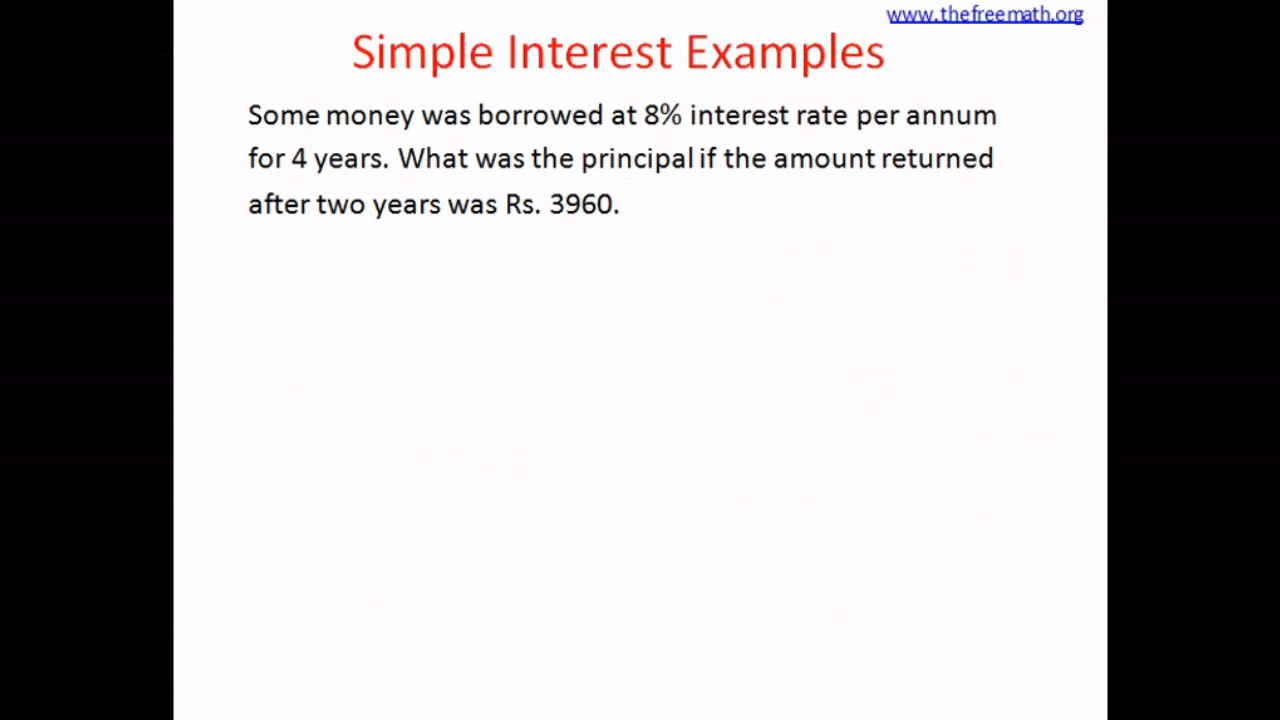 www.thefreemath.org
Simple Interest Examples
Some money was borrowed at 8% interest rate per annum
for 4 years. What was the principal if the amount returned
after two years was Rs. 3960.